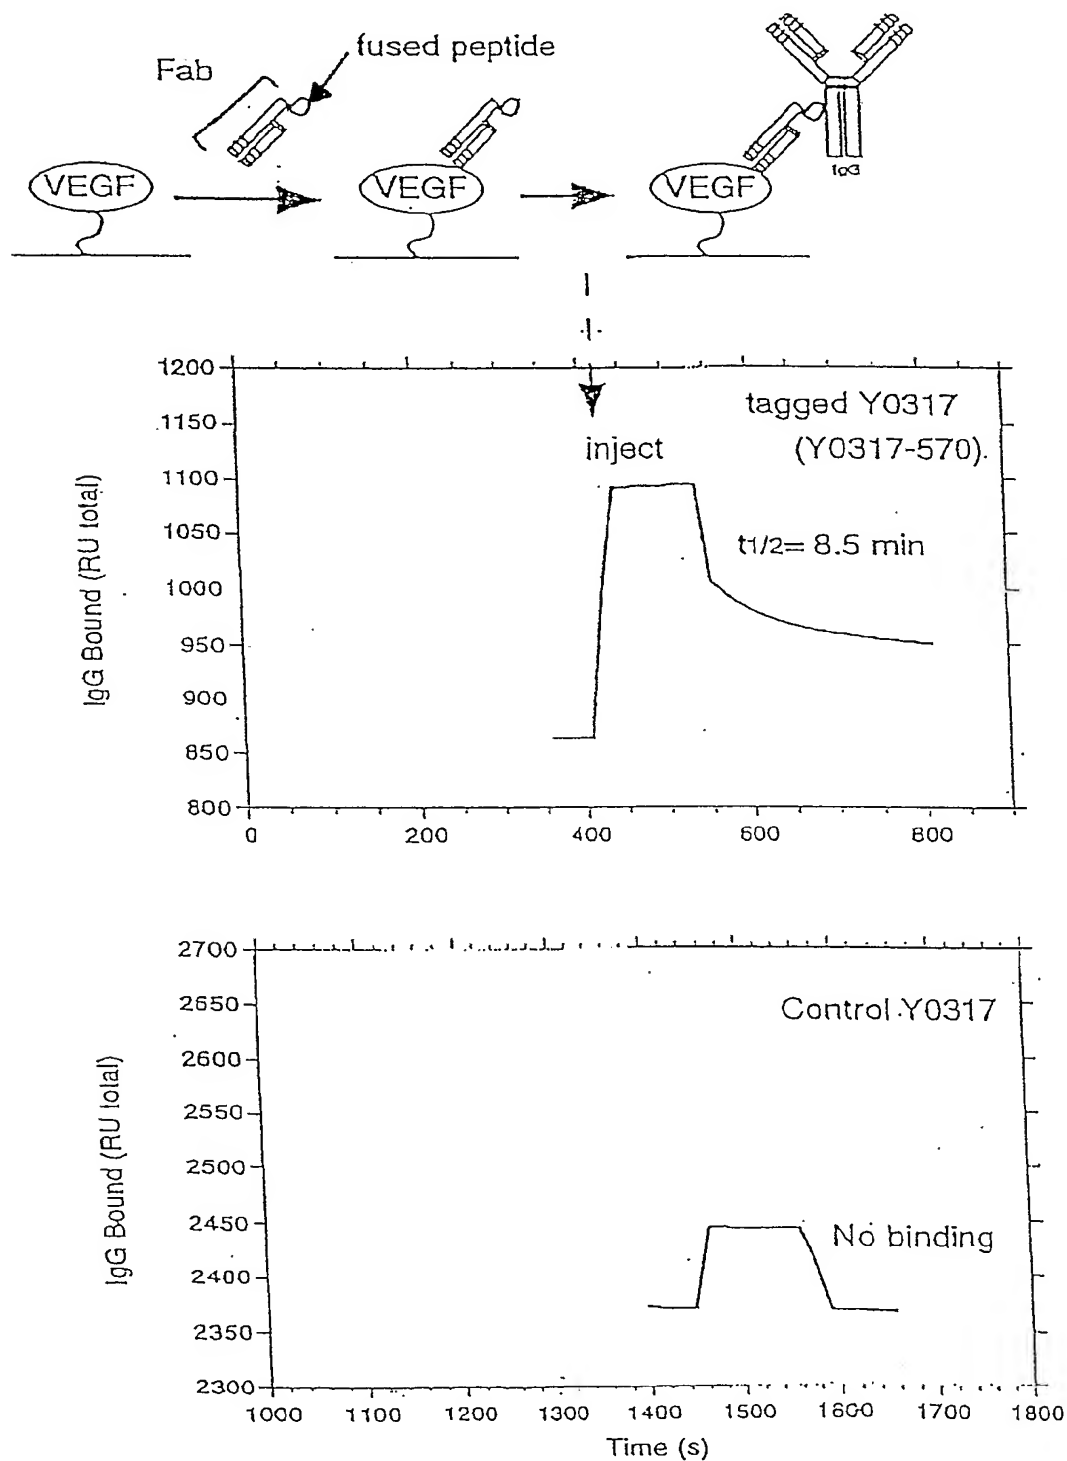 fused peptide
Fab
VEGF
VEGF
VEGF
IgG
1200
1150
1100
1050
1000
950
900
850
800
IgG Bound (RU total)
tagged Y0317
(Y0317-570)
inject
t1/2= 8.5 min
0 200 400 600 800
2700
2650
2600
2550
2500
2450
2400
2350
2300
IgG Bound (RU total)
Control Y0317
No binding
1000 1100 1200 1300 1400 1500 1600 1700 1800
Time (s)